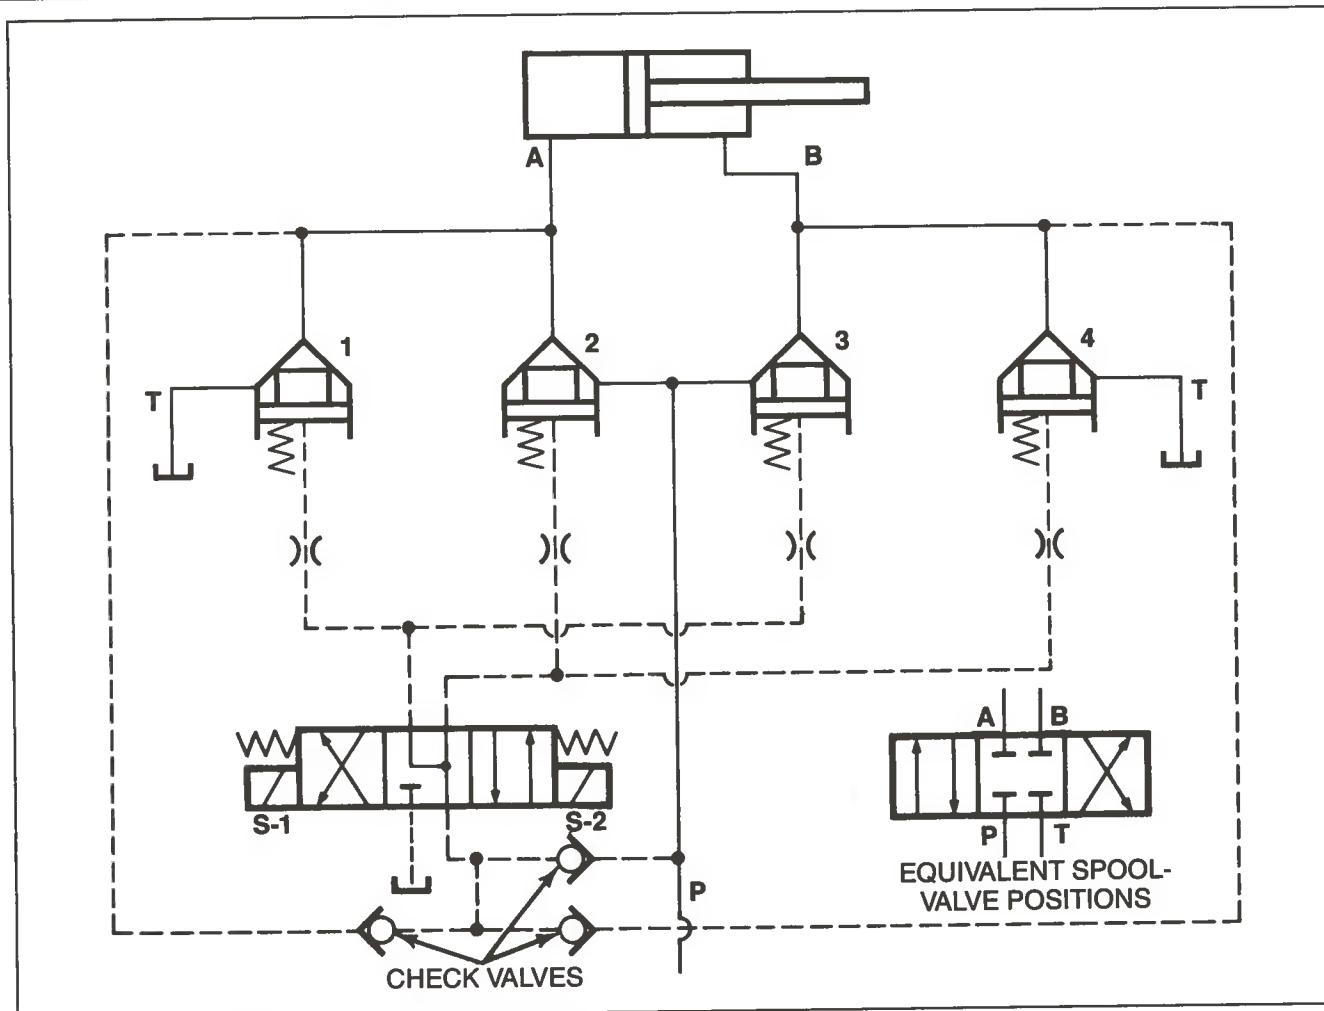 A
B
1
2
3
4
T
T
A B
S-1
S-2
P T
P
EQUIVALENT SPOOL-
VALVE POSITIONS
CHECK VALVES